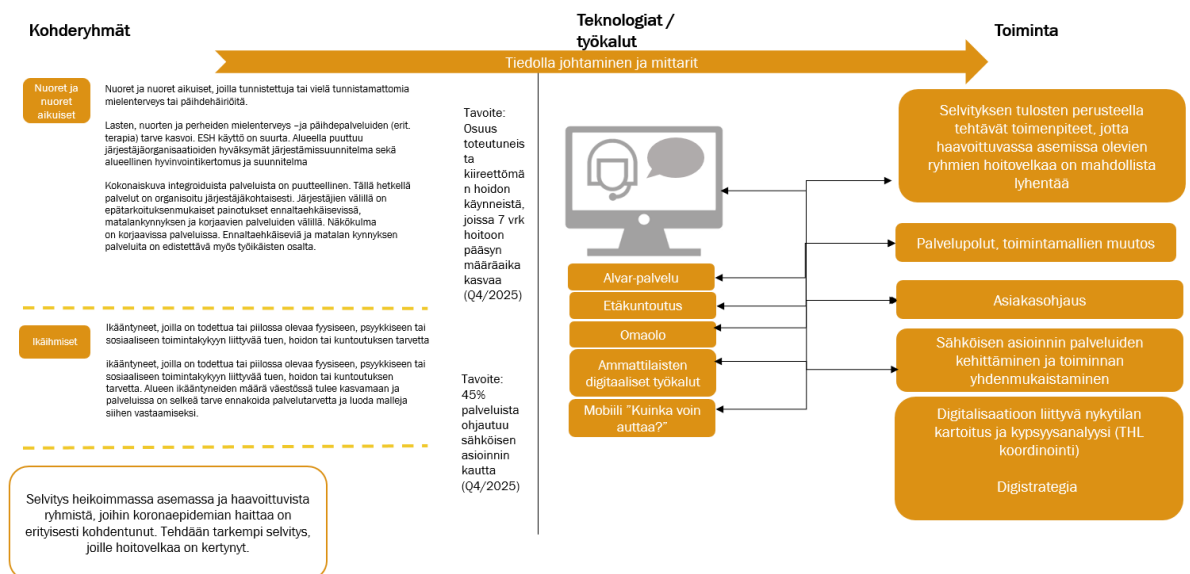 Kohderyhmät
Teknologiat /
työkalut
Toiminta
Tiedolla johtaminen ja mittarit
Nuoret ja
nuoret
aikuiset
Nuoret ja nuoret aikuiset, joilla tunnistettuja tai vielä tunnistamattomia
mielenterveys tai päihdehäiriöitä.
Lasten, nuorten ja perheiden mielenterveys –ja päihdepalveluiden (erit.
terapia) tarve kasvoi. ESH käyttö on suurta. Alueella puuttuu
järjestäjäorganisaatioiden hyväksymät järjestämissuunnitelma sekä
alueellinen hyvinvointikertomus ja suunnitelma
Kokonaiskuva integroiduista palveluista on puutteellinen. Tällä hetkellä
palvelut on organisoitu järjestäjäkohtaisesti. Järjestäjien välillä on
epätarkoituksenmukaiset painotukset ennaltaehkäisevissä,
matalankynnyksen ja korjaavien palveluiden välillä. Näkökulma
on korjaavissa palveluissa. Ennaltaehkäiseviä ja matalan kynnyksen
palveluita on edistettävä myös työikäisten osalta.
Ikäihmiset
Ikääntyneet, joilla on todettua tai piilossa olevaa fyysiseen, psyykkiseen tai
sosiaaliseen toimintakykyyn liittyvää tuen, hoidon tai kuntoutuksen tarvetta
ikääntyneet, joilla on todettua tai piilossa olevaa fyysiseen, psyykkiseen tai
sosiaaliseen toimintakykyyn liittyvää tuen, hoidon tai kuntoutuksen
tarvetta. Alueen ikääntyneiden määrä väestössä tulee kasvamaan ja
palveluissa on selkeä tarve ennakoida palvelutarvetta ja luoda malleja
siihen vastaamiseksi.
Selvitys heikoimmassa asemassa ja haavoittuvista
ryhmistä, joihin koronaepidemian haittaa on
erityisesti kohdentunut. Tehdään tarkempi selvitys,
joille hoitovelkaa on kertynyt.
Tavoite:
Osuus
toteutuneis
ta
kiireettömä
n hoidon
käynneistä,
joissa 7 vrk
hoitoon
pääsyn
määräaika
kasvaa
(Q4/2025)
Tavoite:
45%
palveluista
ohjautuu
sähköisen
asioinnin
kautta
(Q4/2025)
Alvar-palvelu
Etäkuntoutus
Omaolo
Ammattilaisten
digitaaliset työkalut
Mobiili ”Kuinka voin
auttaa?”
Selvityksen tulosten perusteella
tehtävät toimenpiteet, jotta
haavoittuvassa asemissa olevien
ryhmien hoitovelkaa on mahdollista
lyhentää
Palvelupolut, toimintamallien muutos
Asiakasohjaus
Sähköisen asioinnin palveluiden
kehittäminen ja toiminnan
yhdenmukaistaminen
Digitalisaatioon liittyvä nykytilan
kartoitus ja kypsyysanalyysi (THL
koordinointi)
Digistrategia